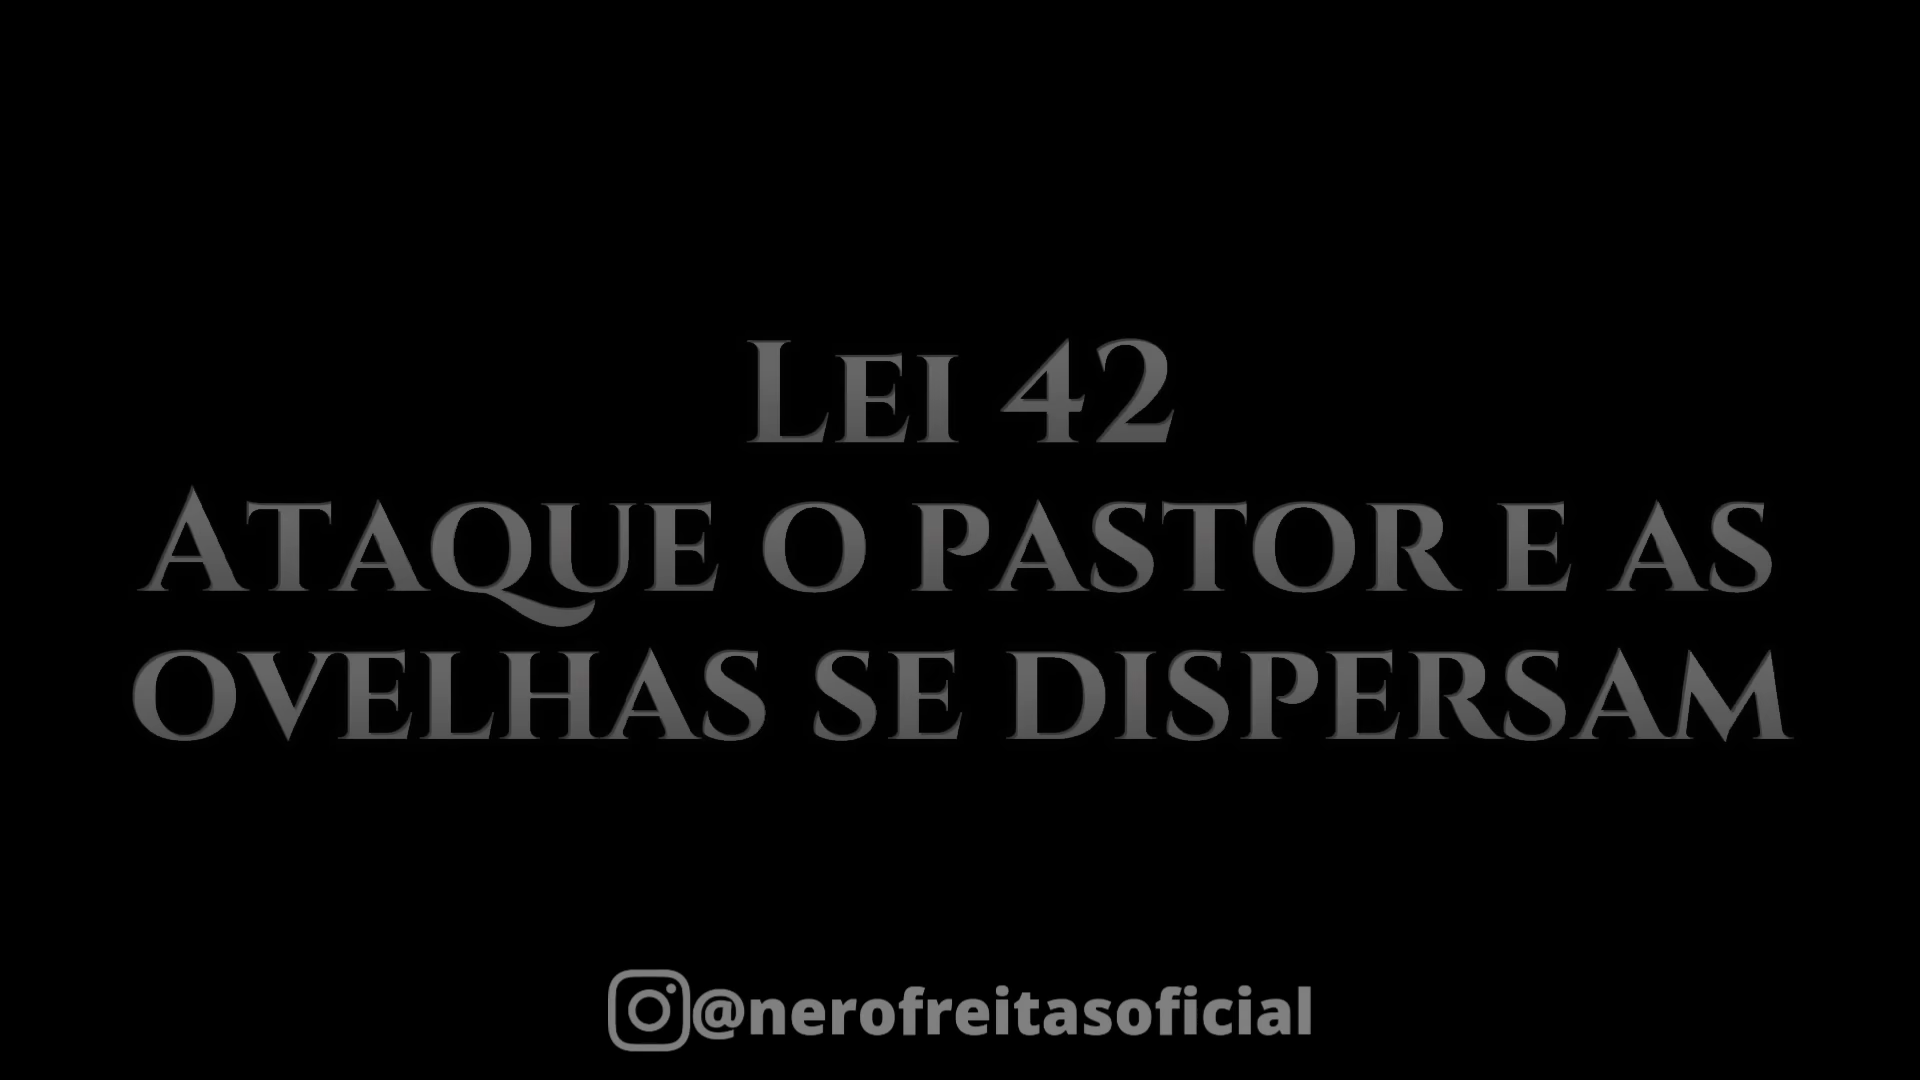 Lei 42
Ataque o pastor e as
ovelhas se dispersam
@nerofreitasoficial